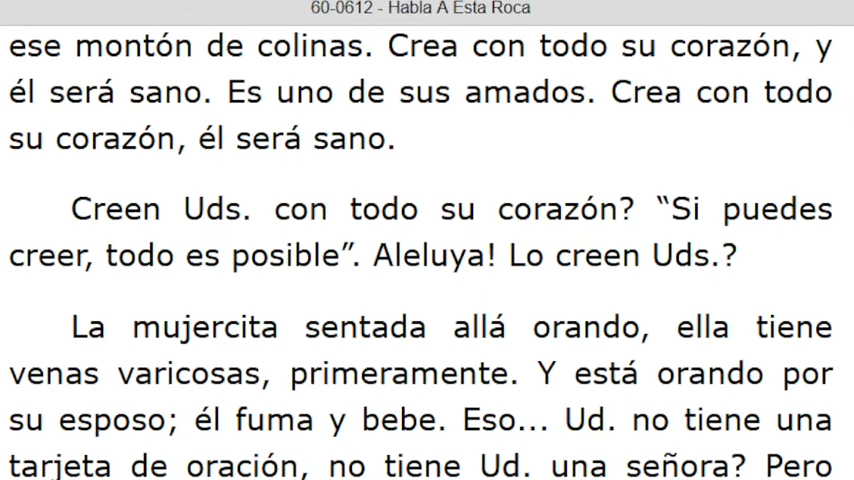 60-0612 - Habla A Esta Roca
ese montón de colinas. Crea con todo su corazón, y
él será sano. Es uno de sus amados. Crea con todo
su corazón, él será sano.
Creen Uds. con todo su corazón? “Si puedes
creer, todo es posible”. Aleluya! Lo creen Uds.?
La mujercita sentada allá orando, ella tiene
venas varicosas, primeramente. Y está orando por
su esposo; él fuma y bebe. Eso... Ud. no tiene una
tarjeta de oración, no tiene Ud. una señora? Pero